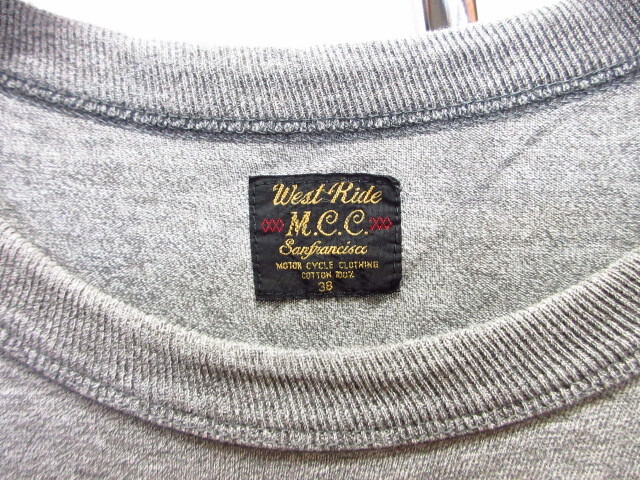 West Ride
M.C.C.
Sanfrancisco
MOTOR CYCLE CLOTHING
COTTON 100%
38